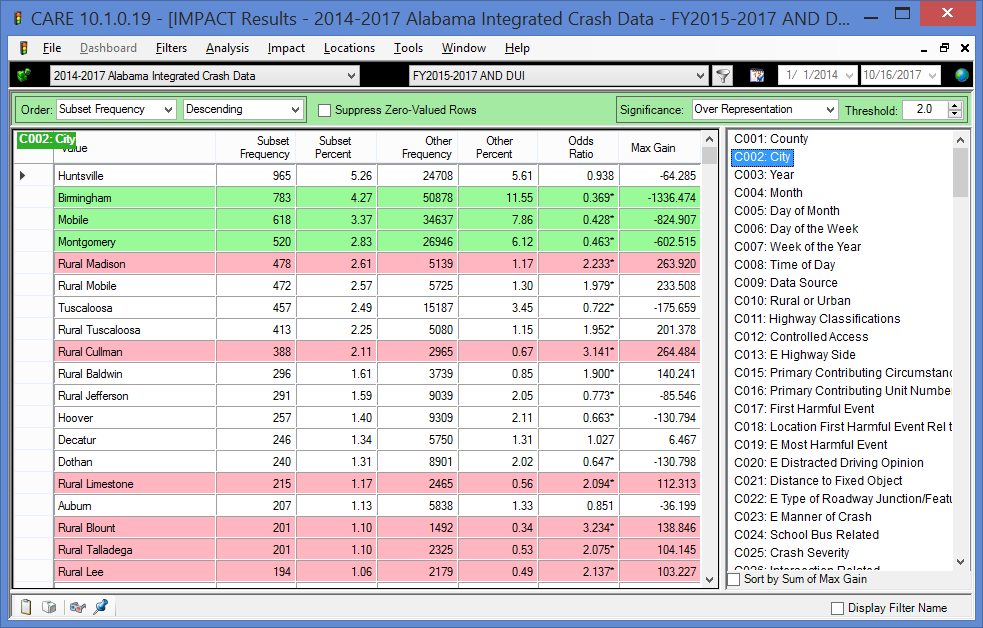 CARE 10.1.0.19 - [IMPACT Results - 2014-2017 Alabama Integrated Crash Data - FY2015-2017 AND D...
File Dashboard Filters Analysis Impact Locations Tools Window Help
2014-2017 Alabama Integrated Crash Data FY2015-2017 AND DUI 1/ 1/2014 10/16/2017
Order: Subset Frequency Descending Suppress Zero-Valued Rows Significance: Over Representation Threshold: 2.0
C002: City Value Subset Frequency Subset Percent Other Frequency Other Percent Odds Ratio Max Gain
Huntsville 965 5.26 24708 5.61 0.938 -64.285
Birmingham 783 4.27 50878 11.55 0.369* -1336.474
Mobile 618 3.37 34637 7.86 0.428* -824.907
Montgomery 520 2.83 26946 6.12 0.463* -602.515
Rural Madison 478 2.61 5139 1.17 2.233* 263.920
Rural Mobile 472 2.57 5725 1.30 1.979* 233.508
Tuscaloosa 457 2.49 15187 3.45 0.722* -175.659
Rural Tuscaloosa 413 2.25 5080 1.15 1.952* 201.378
Rural Cullman 388 2.11 2965 0.67 3.141* 264.484
Rural Baldwin 296 1.61 3739 0.85 1.900* 140.241
Rural Jefferson 291 1.59 9039 2.05 0.773* -85.546
Hoover 257 1.40 9309 2.11 0.663* -130.794
Decatur 246 1.34 5750 1.31 1.027 6.467
Dothan 240 1.31 8901 2.02 0.647* -130.798
Rural Limestone 215 1.17 2465 0.56 2.094* 112.313
Auburn 207 1.13 5838 1.33 0.851 -36.199
Rural Blount 201 1.10 1492 0.34 3.234* 138.846
Rural Talladega 201 1.10 2325 0.53 2.075* 104.145
Rural Lee 194 1.06 2179 0.49 2.137* 103.227
C001: County
C002: City
C003: Year
C004: Month
C005: Day of Month
C006: Day of the Week
C007: Week of the Year
C008: Time of Day
C009: Data Source
C010: Rural or Urban
C011: Highway Classifications
C012: Controlled Access
C013: E Highway Side
C015: Primary Contributing Circumstanc
C016: Primary Contributing Unit Number
C017: First Harmful Event
C018: Location First Harmful Event Rel t
C019: E Most Harmful Event
C020: E Distracted Driving Opinion
C021: Distance to Fixed Object
C022: E Type of Roadway Junction/Featu
C023: E Manner of Crash
C024: School Bus Related
C025: Crash Severity
C026: Intersection Related
Sort by Sum of Max Gain
Display Filter Name